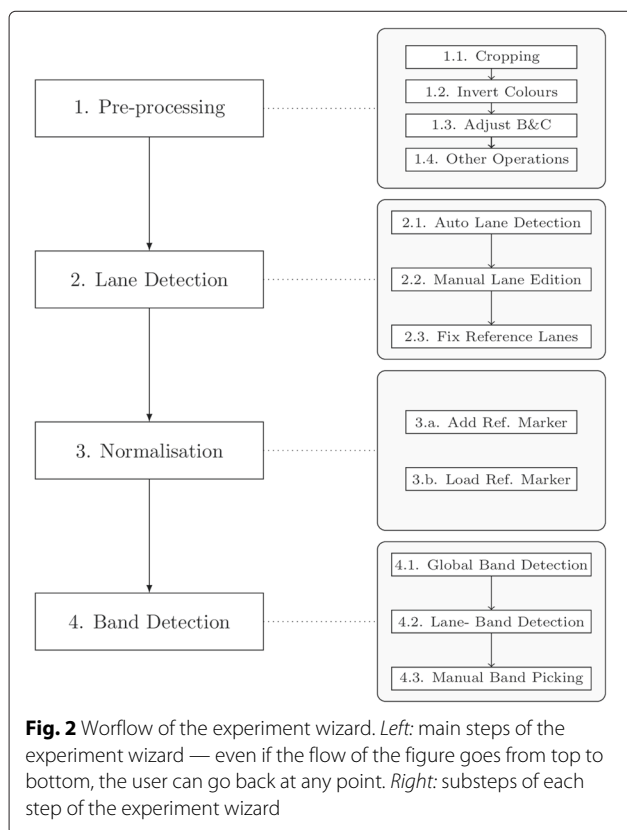 1. Pre-processing
1.1. Cropping
1.2. Invert Colours
1.3. Adjust B&C
1.4. Other Operations
2. Lane Detection
2.1. Auto Lane Detection
2.2. Manual Lane Edition
2.3. Fix Reference Lanes
3. Normalisation
3.a. Add Ref. Marker
3.b. Load Ref. Marker
4. Band Detection
4.1. Global Band Detection
4.2. Lane- Band Detection
4.3. Manual Band Picking
Fig. 2 Worflow of the experiment wizard. Left: main steps of the
experiment wizard — even if the flow of the figure goes from top to
bottom, the user can go back at any point. Right: substeps of each
step of the experiment wizard